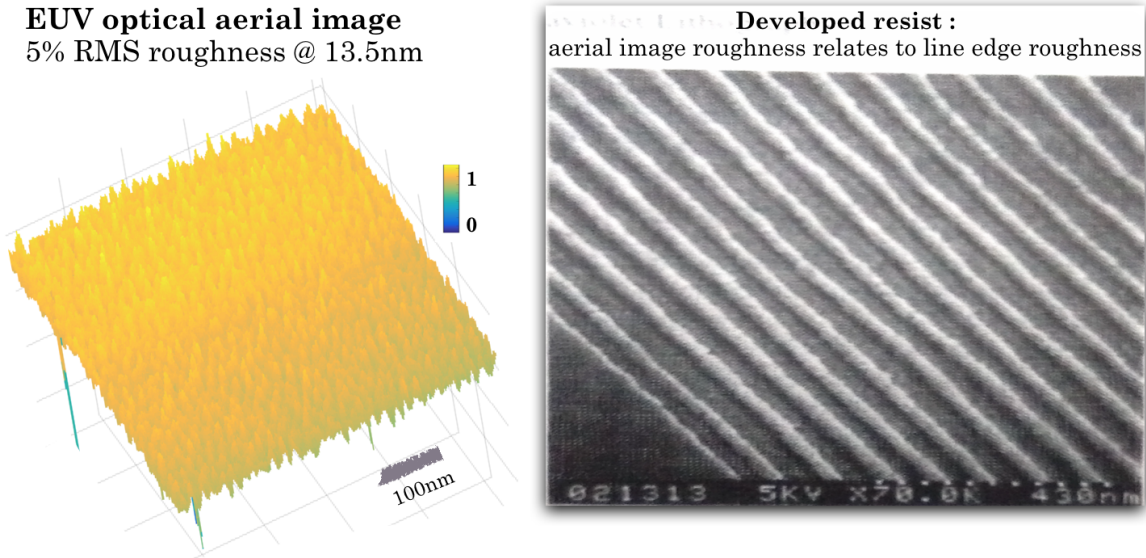 EUV optical aerial image
5% RMS roughness @ 13.5nm
1
0
100nm
Developed resist :
aerial image roughness relates to line edge roughness
021313 5KV X70.0K 430nm